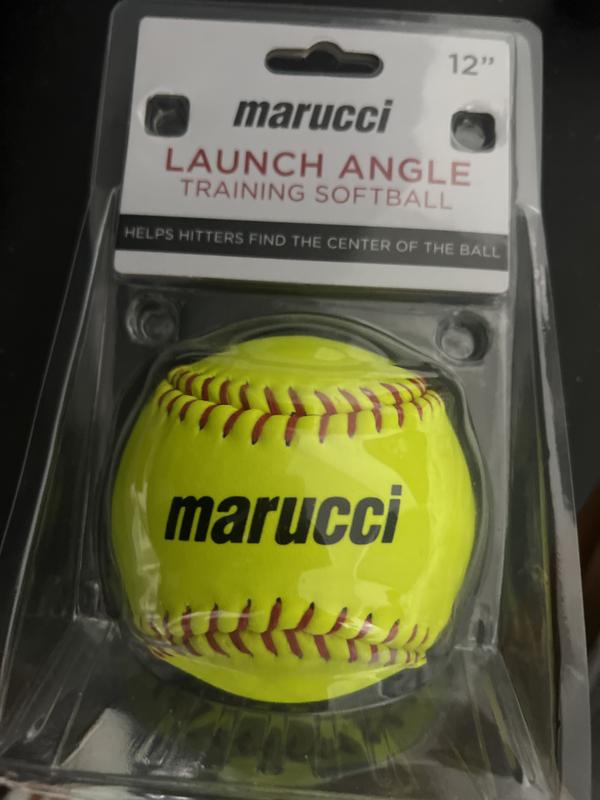 12”
marucci
LAUNCH ANGLE
TRAINING SOFTBALL
HELPS HITTERS FIND THE CENTER OF THE BALL
marucci